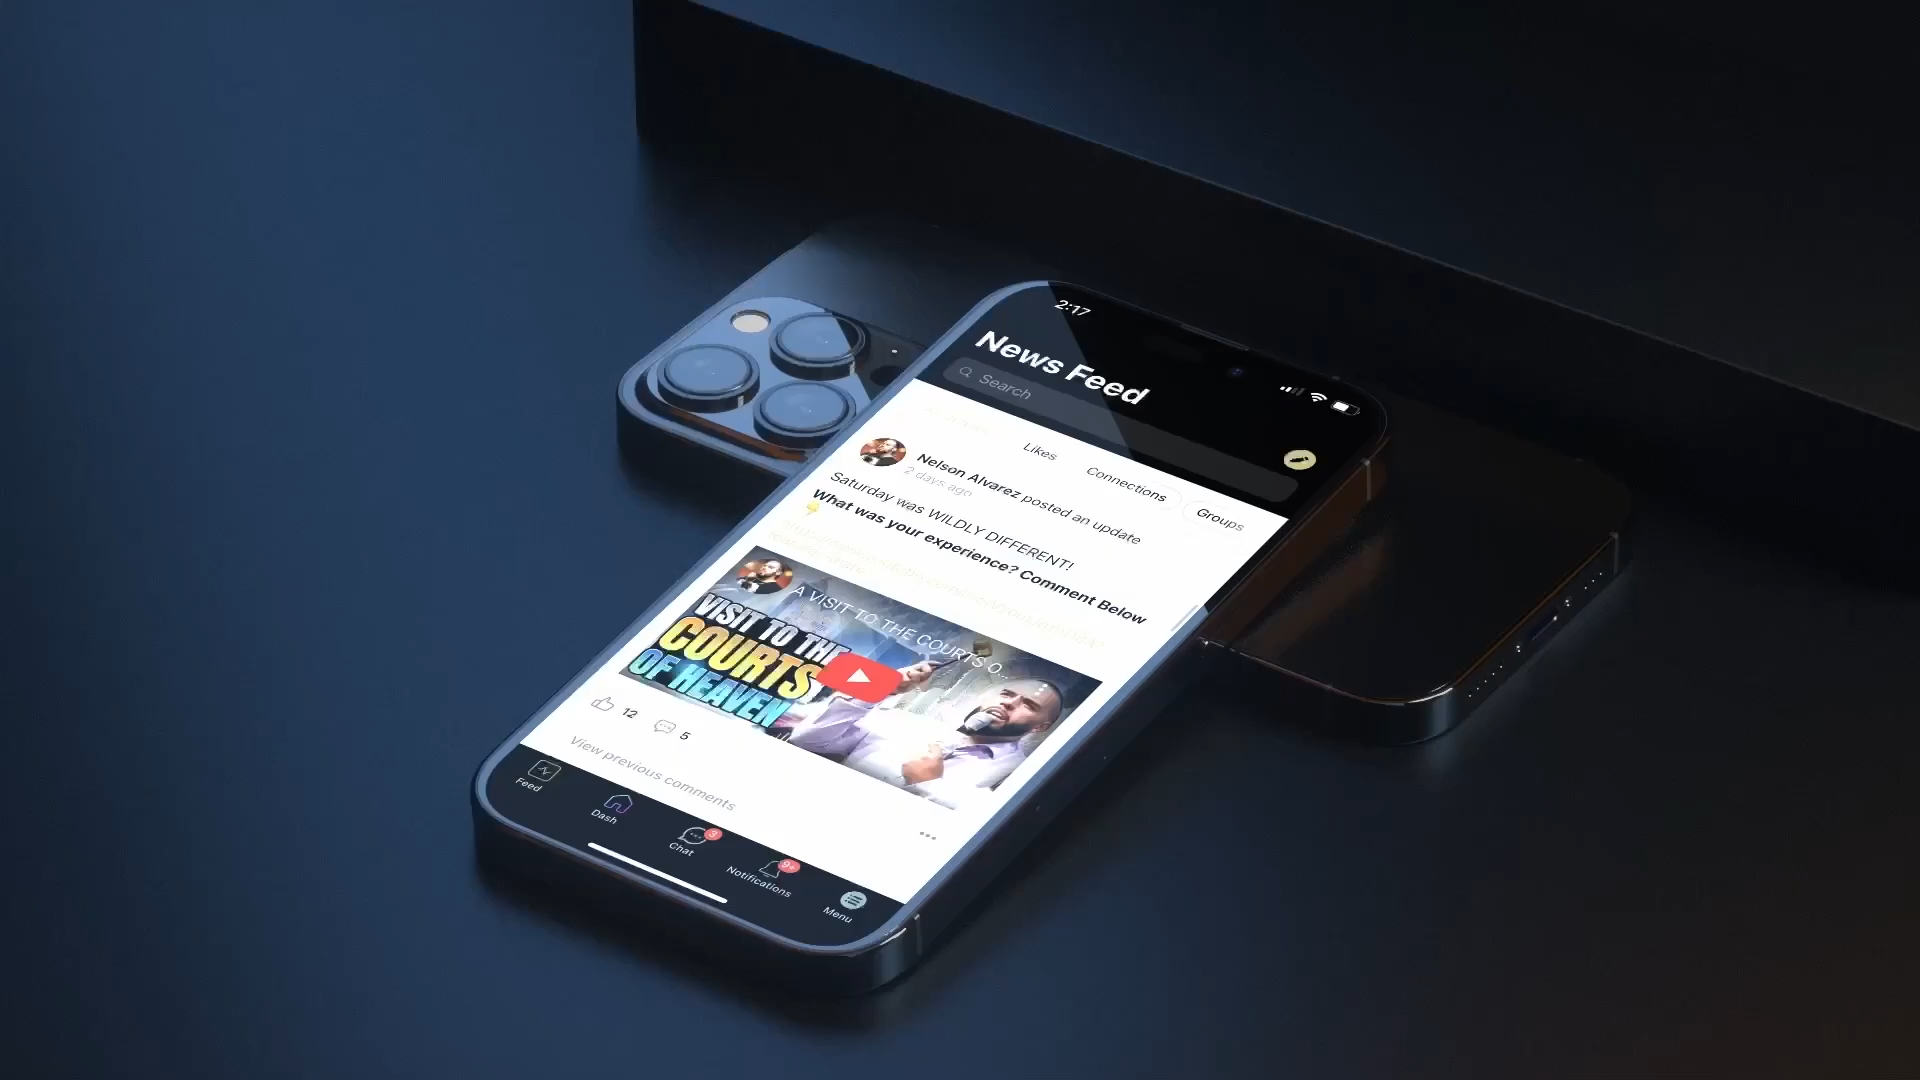 2:17
News Feed
Search
Likes
Connections
Groups
Nelson Alvarez posted an update
2 days ago
Saturday was WILDLY DIFFERENT!
What was your experience? Comment Below
A VISIT TO THE COURTS O...
VISIT TO THE
COURTS
OF HEAVEN
12
5
View previous comments
Feed
Dash
Chat
3
Notifications
9+
Menu